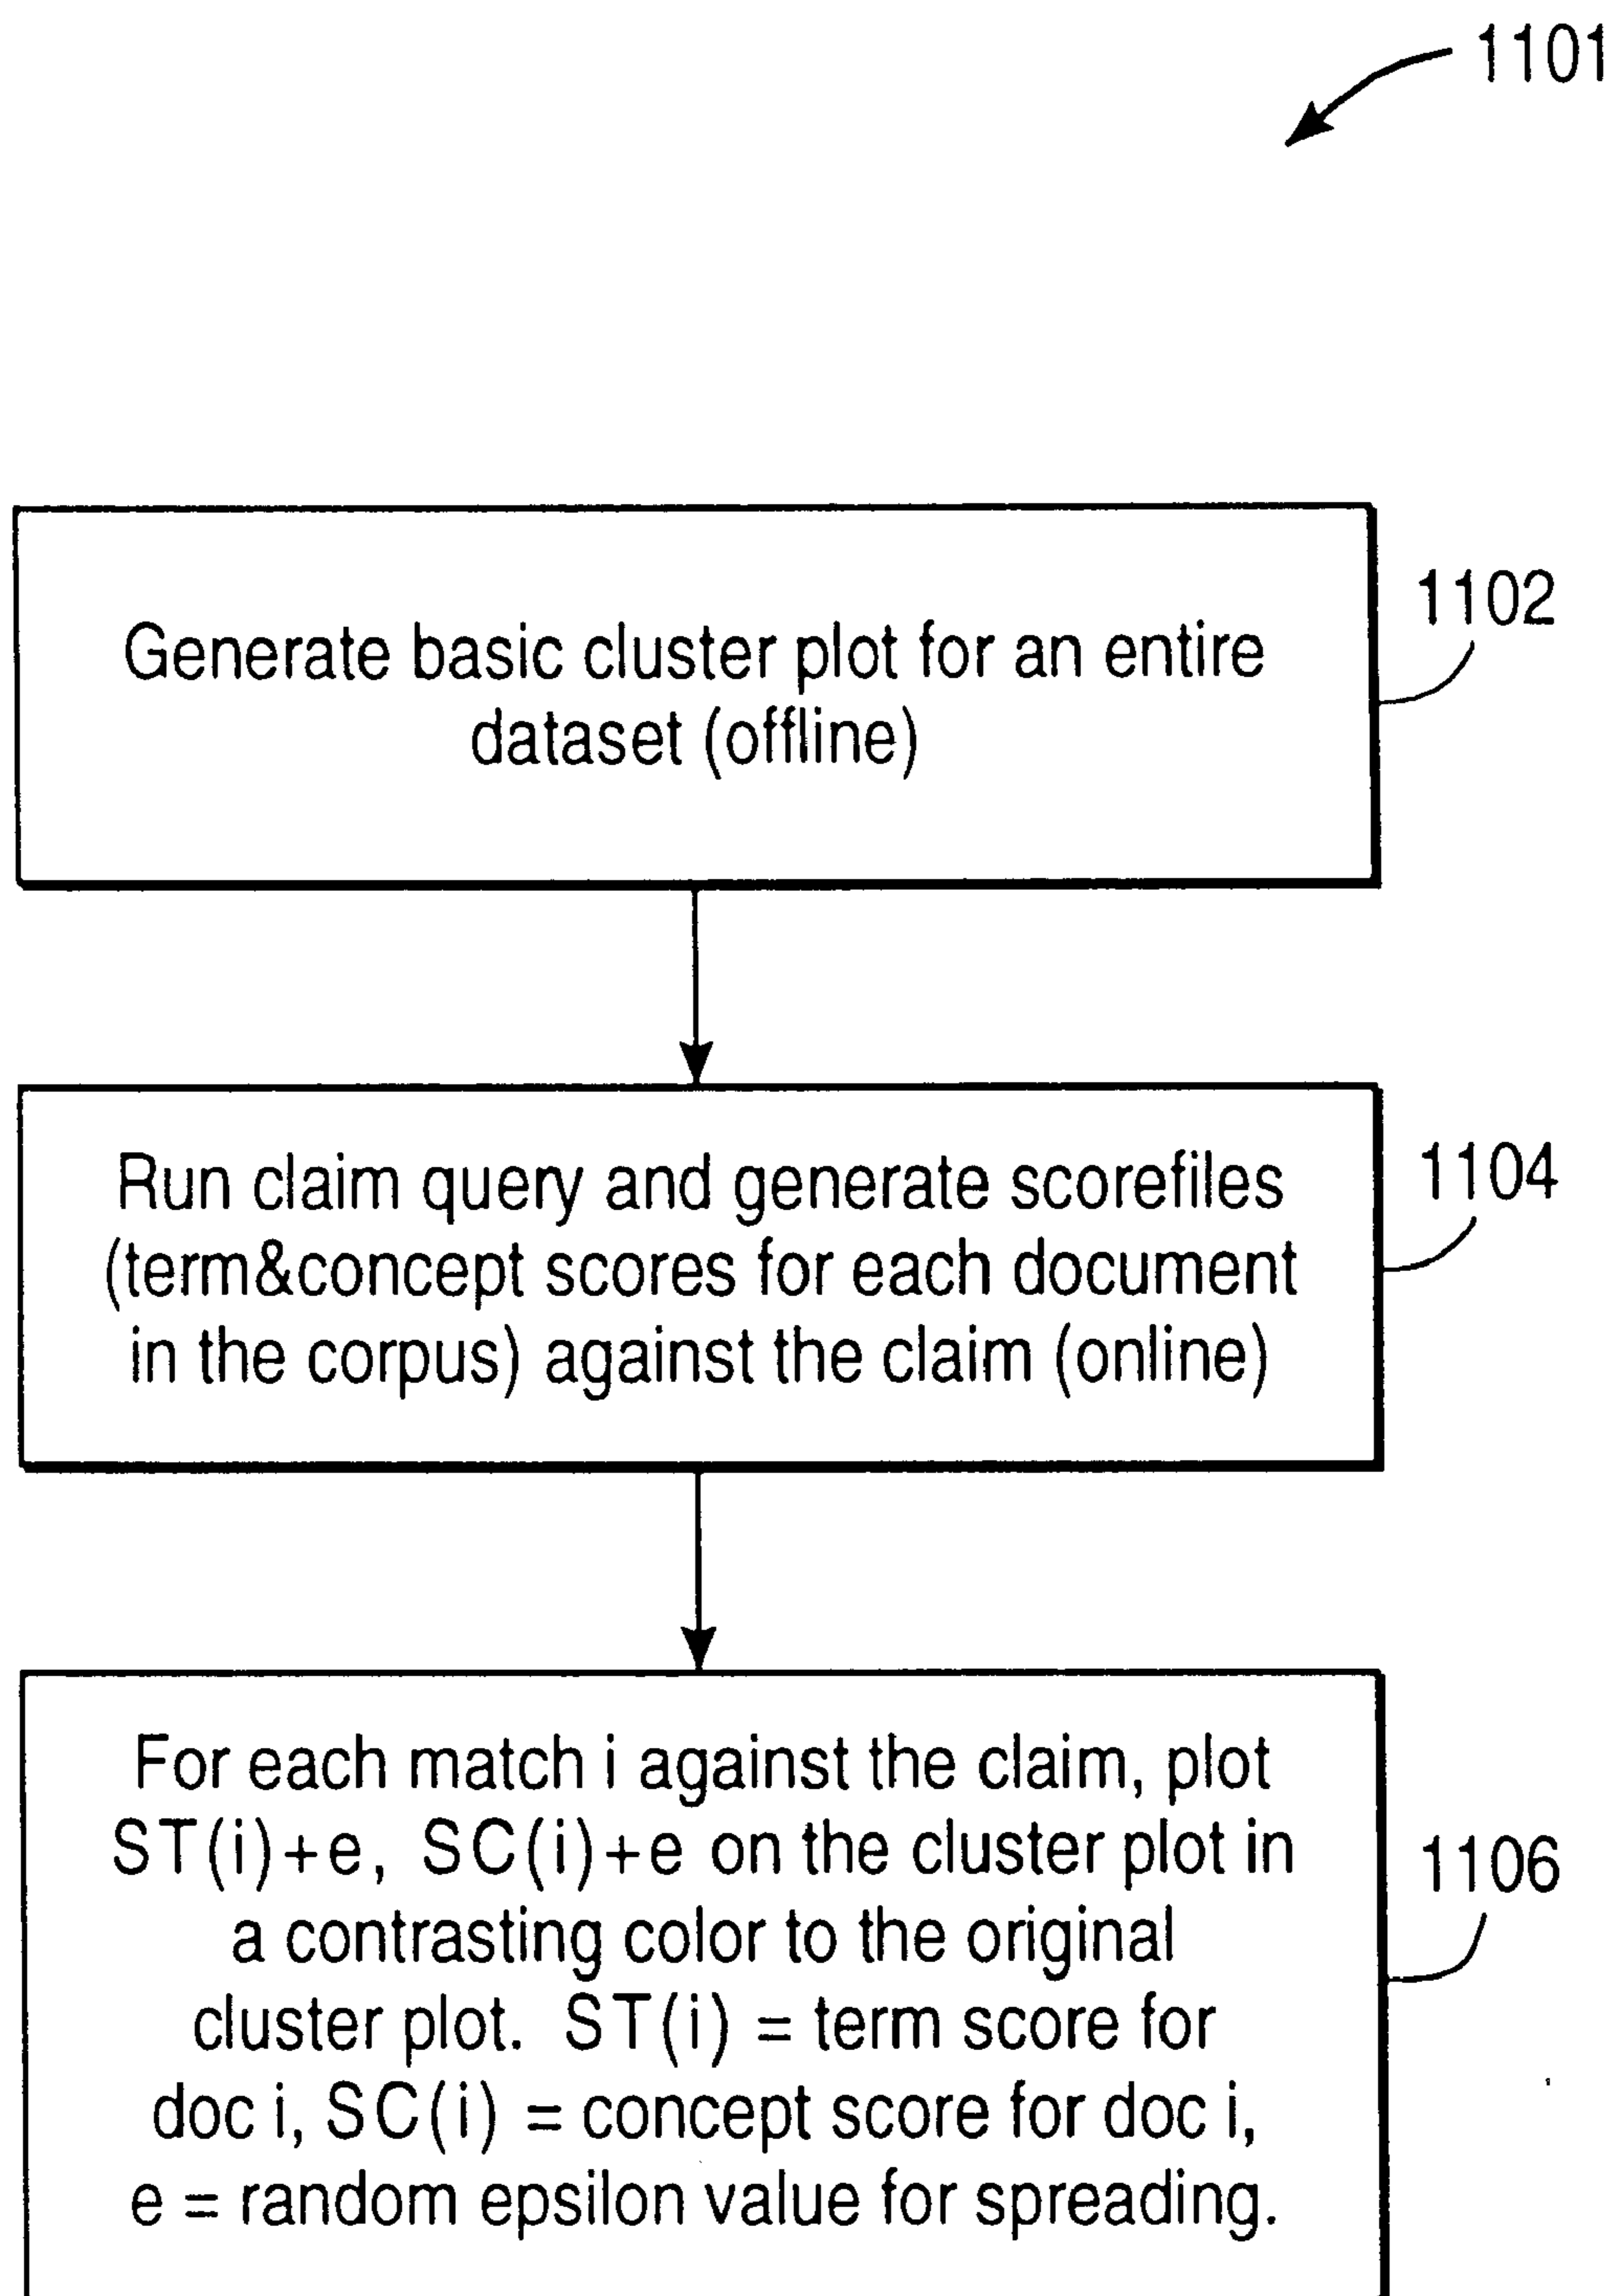 1101
Generate basic cluster plot for an entire
dataset (offline)
1102
Run claim query and generate scorefiles
(term&concept scores for each document
in the corpus) against the claim (online)
1104
For each match i against the claim, plot
ST(i)+e, SC(i)+e on the cluster plot in
a contrasting color to the original
cluster plot. ST(i) = term score for
doc i, SC(i) = concept score for doc i,
e = random epsilon value for spreading.
1106